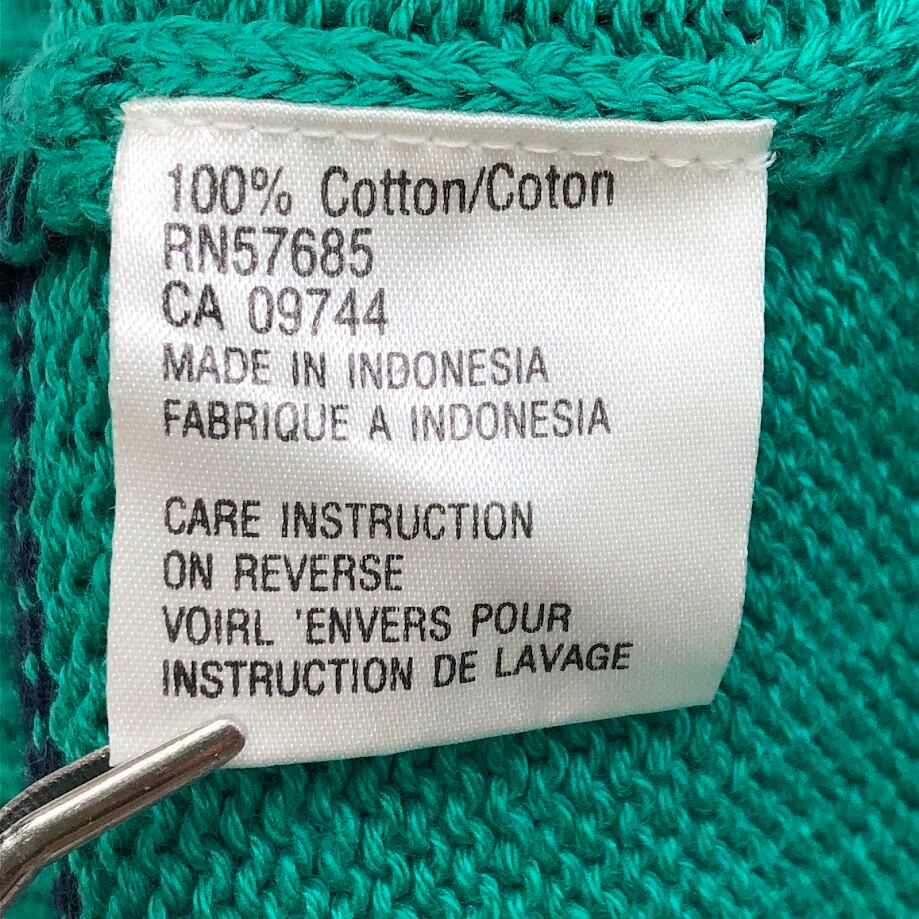 100% Cotton/Coton
RN57685
CA 09744
MADE IN INDONESIA
FABRIQUE A INDONESIA
CARE INSTRUCTION
ON REVERSE
VOIRL 'ENVERS POUR
INSTRUCTION DE LAVAGE